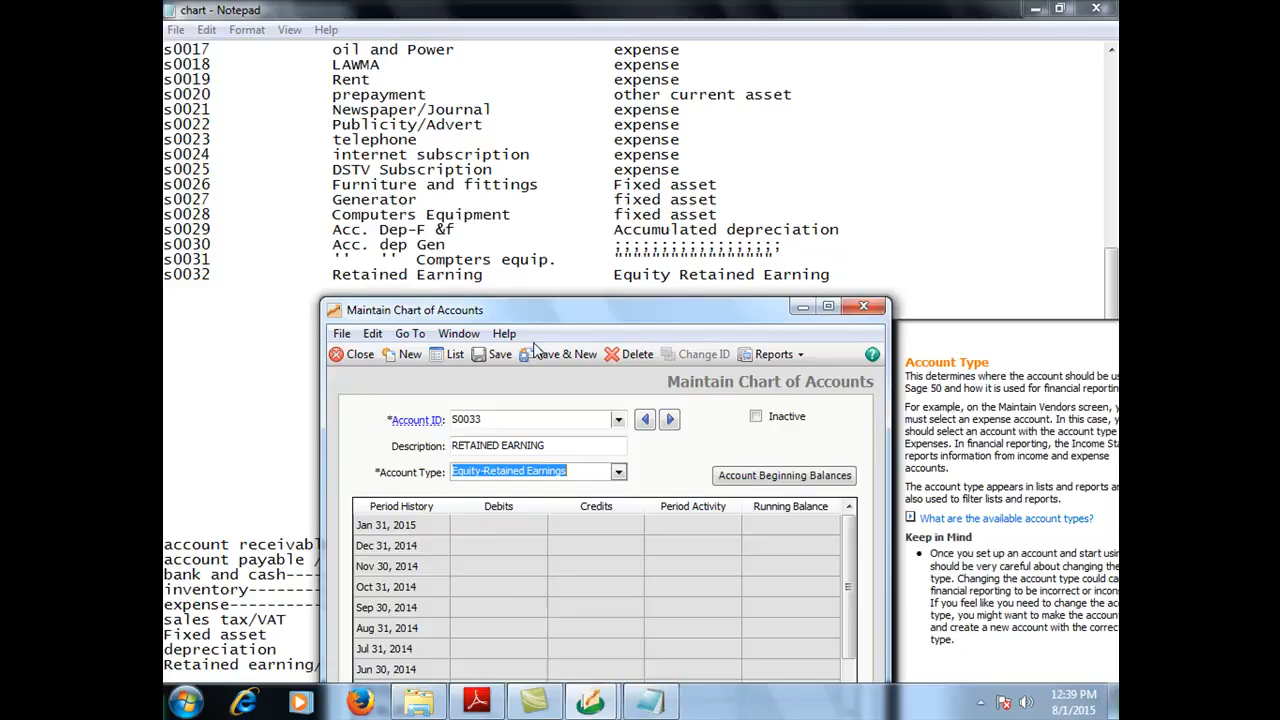 chart - Notepad
File Edit Format View Help
s0017 oil and Power expense
s0018 LAWMA expense
s0019 Rent expense
s0020 prepayment other current asset
s0021 Newspaper/Journal expense
s0022 Publicity/Advert expense
s0023 telephone expense
s0024 internet subscription expense
s0025 DSTV Subscription expense
s0026 Furniture and fittings Fixed asset
s0027 Generator fixed asset
s0028 Computers Equipment fixed asset
s0029 Acc. Dep-F &f Accumulated depreciation
s0030 Acc. dep Gen ;;;;;;;;;;;;;;;;;;
s0031 '' '' Compters equip. """"""""""""""""""
s0032 Retained Earning Equity Retained Earning
Maintain Chart of Accounts
File Edit Go To Window Help
Close New List Save Save & New Delete Change ID Reports
Maintain Chart of Accounts
*Account ID: S0033 Inactive
Description: RETAINED EARNING
*Account Type: Equity-Retained Earnings Account Beginning Balances
Period History Debits Credits Period Activity Running Balance
Jan 31, 2015
Dec 31, 2014
Nov 30, 2014
Oct 31, 2014
Sep 30, 2014
Aug 31, 2014
Jul 31, 2014
Jun 30, 2014
Account Type
This determines where the account should be us
Sage 50 and how it is used for financial reportin
For example, on the Maintain Vendors screen, y
must select an expense account. In this case, y
should select an account with the account type
Expenses. In financial reporting, the Income Sta
reports information from income and expense
accounts.
The account type appears in lists and reports ar
also used to filter lists and reports.
What are the available account types?
Keep in Mind
Once you set up an account and start usin
should be very careful about changing the
type. Changing the account type could ca
financial reporting to be incorrect or incons
If you feel like you need to change the acc
type, you might want to make the account
and create a new account with the correct
type.
account receivabl
account payable /
bank and cash----
inventory--------
expense----------
sales tax/VAT
Fixed asset
depreciation
Retained earning/
12:39 PM
8/1/2015